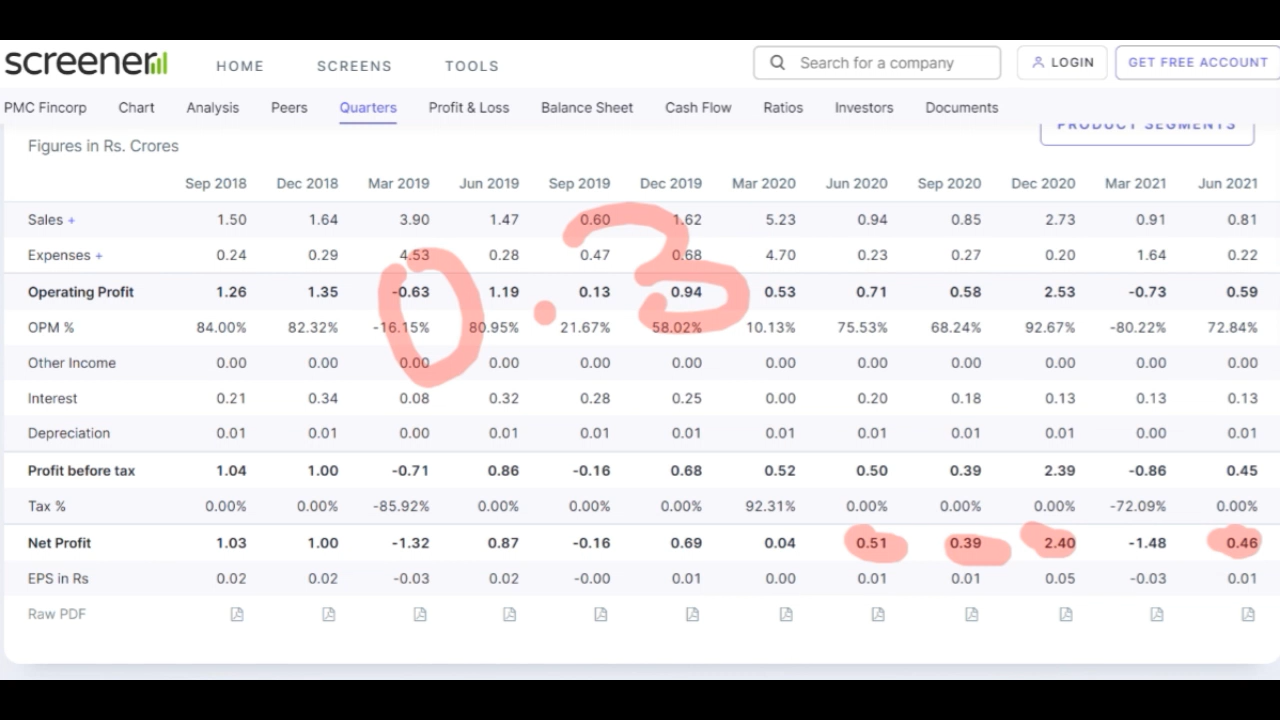 screener
HOME SCREENS TOOLS Search for a company LOGIN GET FREE ACCOUNT
PMC Fincorp Chart Analysis Peers Quarters Profit & Loss Balance Sheet Cash Flow Ratios Investors Documents
PRODUCT SEGMENTS
Figures in Rs. Crores
Sep 2018 Dec 2018 Mar 2019 Jun 2019 Sep 2019 Dec 2019 Mar 2020 Jun 2020 Sep 2020 Dec 2020 Mar 2021 Jun 2021
Sales + 1.50 1.64 3.90 1.47 0.60 1.62 5.23 0.94 0.85 2.73 0.91 0.81
Expenses + 0.24 0.29 4.53 0.28 0.47 0.68 4.70 0.23 0.27 0.20 1.64 0.22
0.3
Operating Profit 1.26 1.35 -0.63 1.19 0.13 0.94 0.53 0.71 0.58 2.53 -0.73 0.59
OPM % 84.00% 82.32% -16.15% 80.95% 21.67% 58.02% 10.13% 75.53% 68.24% 92.67% -80.22% 72.84%
Other Income 0.00 0.00 0.00 0.00 0.00 0.00 0.00 0.00 0.00 0.00 0.00 0.00
Interest 0.21 0.34 0.08 0.32 0.28 0.25 0.00 0.20 0.18 0.13 0.13 0.13
Depreciation 0.01 0.01 0.00 0.01 0.01 0.01 0.01 0.01 0.01 0.01 0.00 0.01
Profit before tax 1.04 1.00 -0.71 0.86 -0.16 0.68 0.52 0.50 0.39 2.39 -0.86 0.45
Tax % 0.00% 0.00% -85.92% 0.00% 0.00% 0.00% 92.31% 0.00% 0.00% 0.00% -72.09% 0.00%
Net Profit 1.03 1.00 -1.32 0.87 -0.16 0.69 0.04 0.51 0.39 2.40 -1.48 0.46
EPS in Rs 0.02 0.02 -0.03 0.02 -0.00 0.01 0.00 0.01 0.01 0.05 -0.03 0.01
Raw PDF